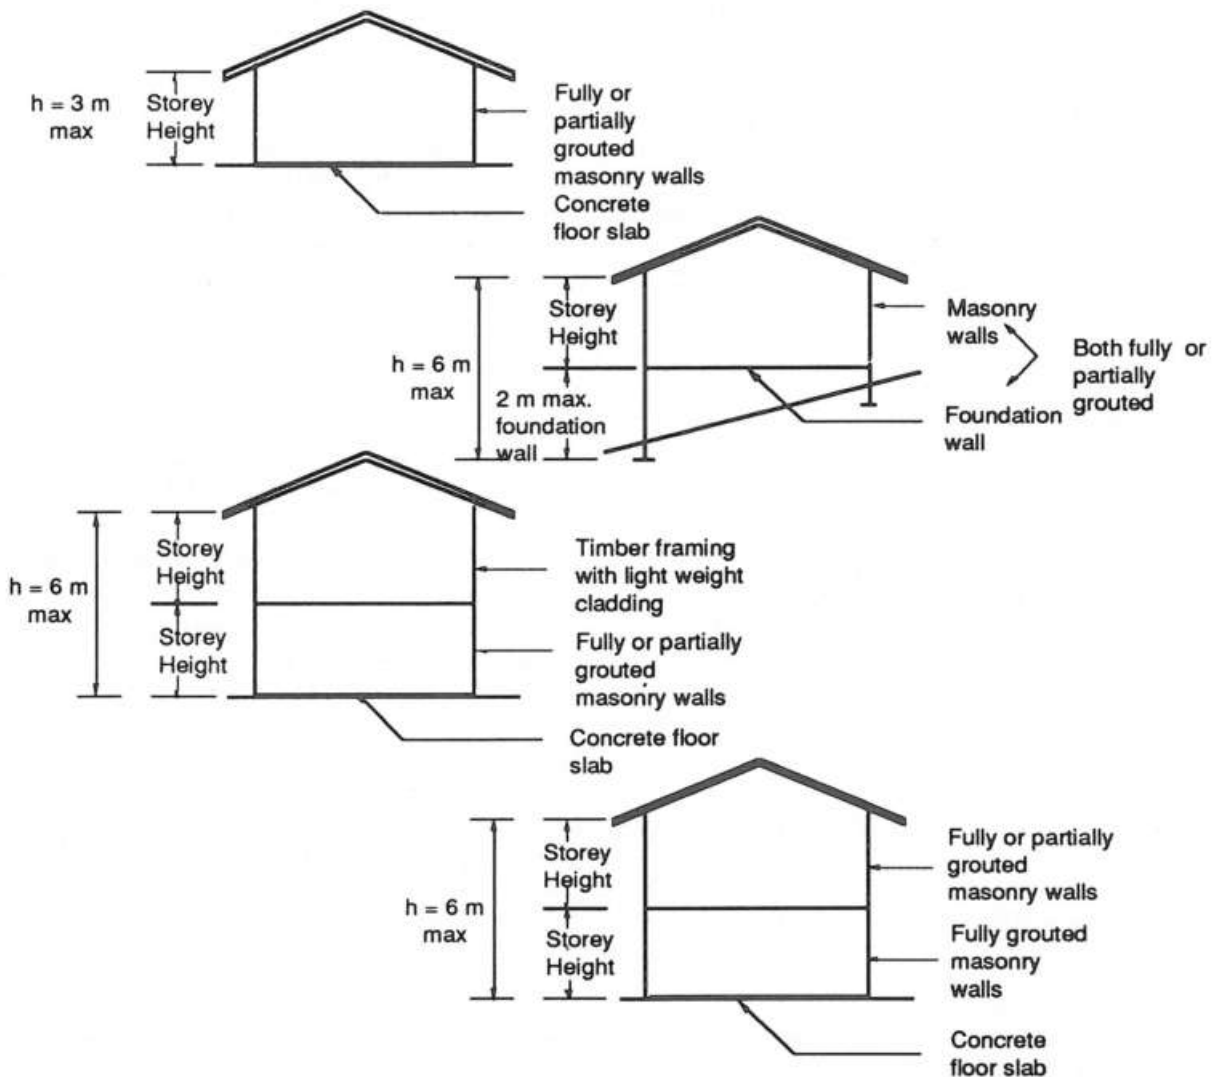 h = 3 m
max
Storey
Height
Fully or
partially
grouted
masonry walls
Concrete
floor slab
h = 6 m
max
Storey
Height
2 m max.
foundation
wall
Masonry
walls
Foundation
wall
Both fully or
partially
grouted
h = 6 m
max
Storey
Height
Storey
Height
Timber framing
with light weight
cladding
Fully or partially
grouted
masonry walls
Concrete floor
slab
h = 6 m
max
Storey
Height
Storey
Height
Fully or partially
grouted
masonry walls
Fully grouted
masonry
walls
Concrete
floor slab